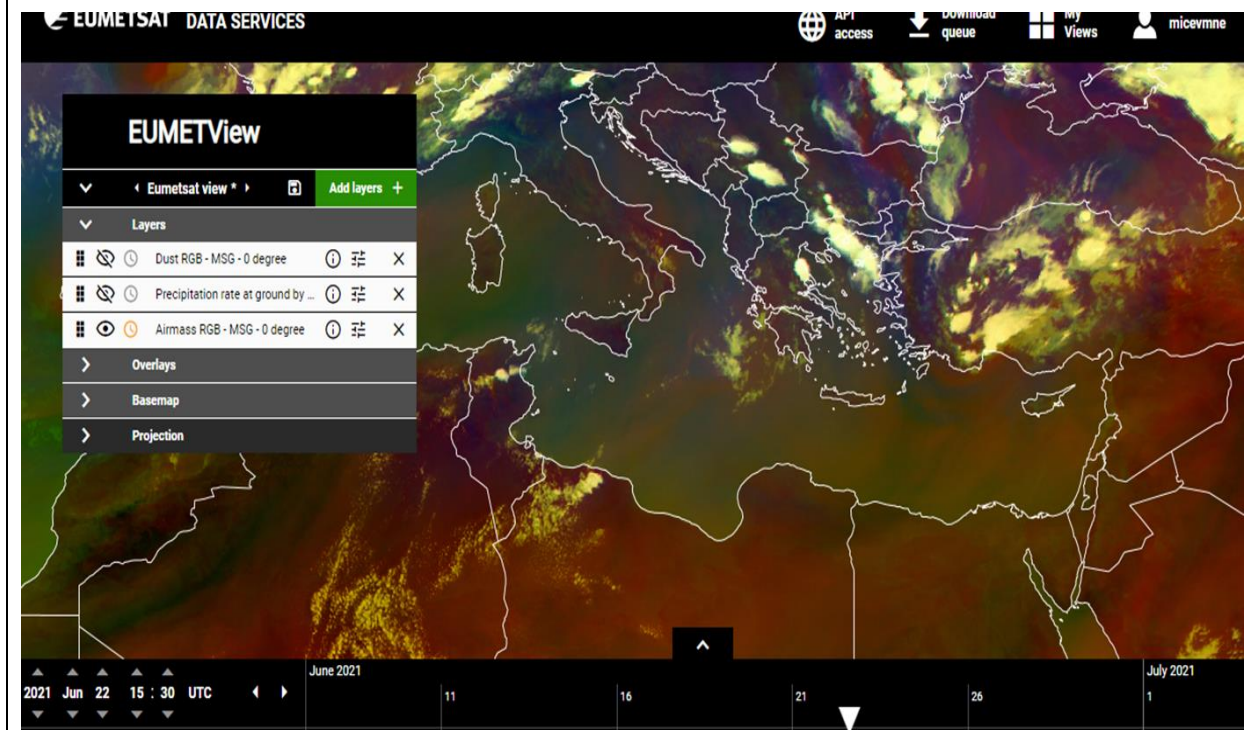 EUMETSAT DATA SERVICES
API access
Download queue
My Views
micevmne
EUMETView
Eumetsat view *
Add layers +
Layers
Dust RGB - MSG - 0 degree
Precipitation rate at ground by ...
Airmass RGB - MSG - 0 degree
Overlays
Basemap
Projection
June 2021
July 2021
2021 Jun 22 15 : 30 UTC
11
16
21
26
1